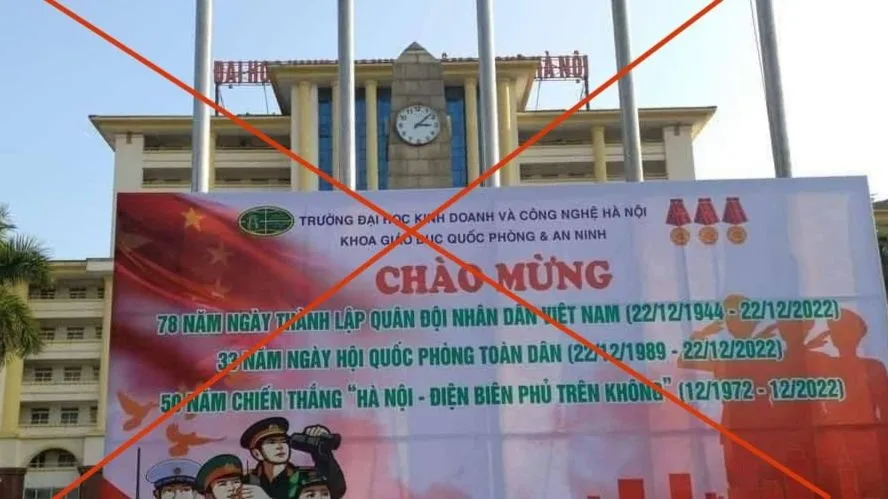 ĐẠI HỌ
HÀ NỘI
TRƯỜNG ĐẠI HỌC KINH DOANH VÀ CÔNG NGHỆ HÀ NỘI
KHOA GIÁO DỤC QUỐC PHÒNG & AN NINH
CHÀO MỪNG
78 NĂM NGÀY THÀNH LẬP QUÂN ĐỘI NHÂN DÂN VIỆT NAM (22/12/1944 - 22/12/2022)
33 NĂM NGÀY HỘI QUỐC PHÒNG TOÀN DÂN (22/12/1989 - 22/12/2022)
50 NĂM CHIẾN THẮNG "HÀ NỘI - ĐIỆN BIÊN PHỦ TRÊN KHÔNG" (12/1972 - 12/2022)